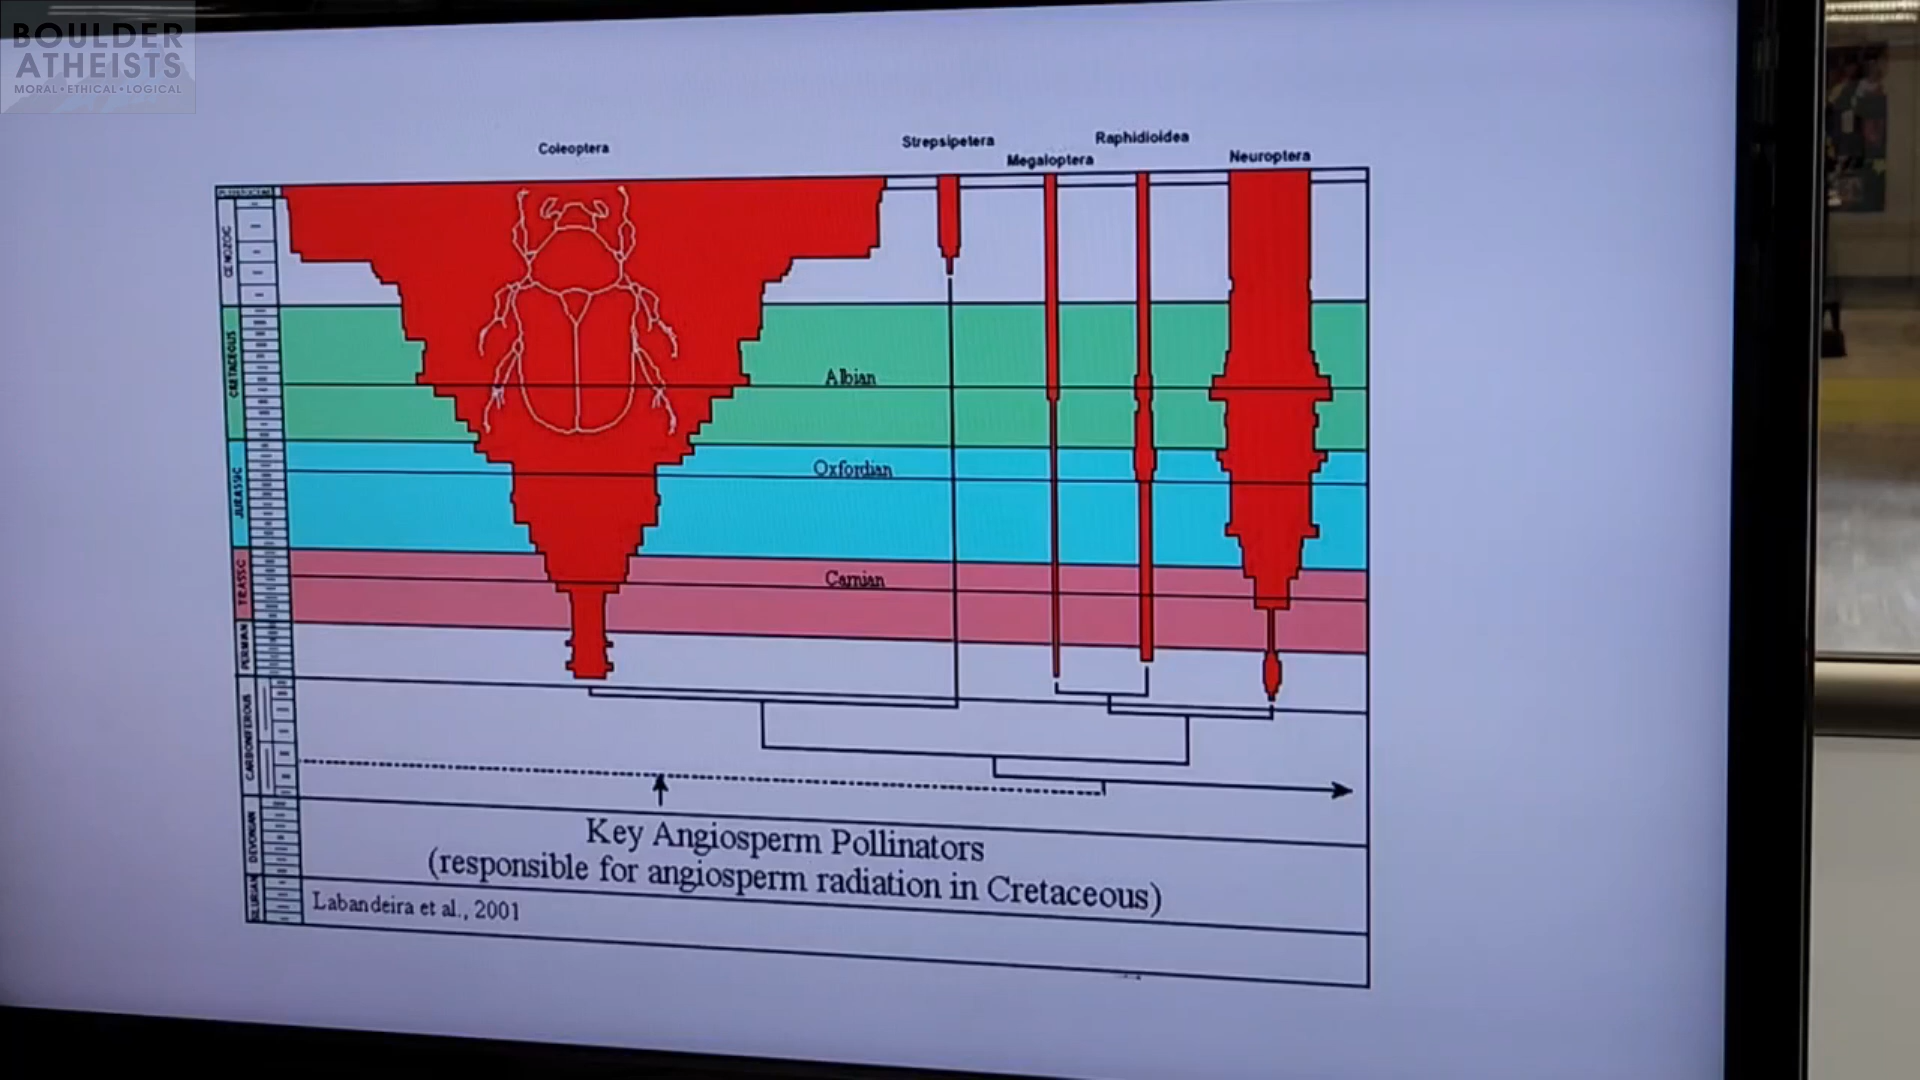 BOULDER
ATHEISTS
MORAL•ETHICAL•LOGICAL
Coleoptera
Strepsipetera
Megaloptera
Raphidioidea
Neuroptera
CENOZOIC
CRETACEOUS
Albian
JURASSIC
Oxfordian
TRIASSC
Carnian
PERMIAN
CARBONIFEROUS
DEVONIAN
SILURIAN
Key Angiosperm Pollinators
(responsible for angiosperm radiation in Cretaceous)
Labandeira et al., 2001